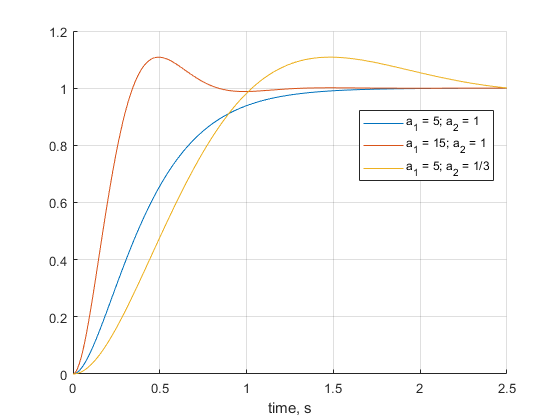 1.2
1
0.8
0.6
0.4
0.2
0
0 0.5 1 1.5 2 2.5
time, s
a1 = 5; a2 = 1
a1 = 15; a2 = 1
a1 = 5; a2 = 1/3